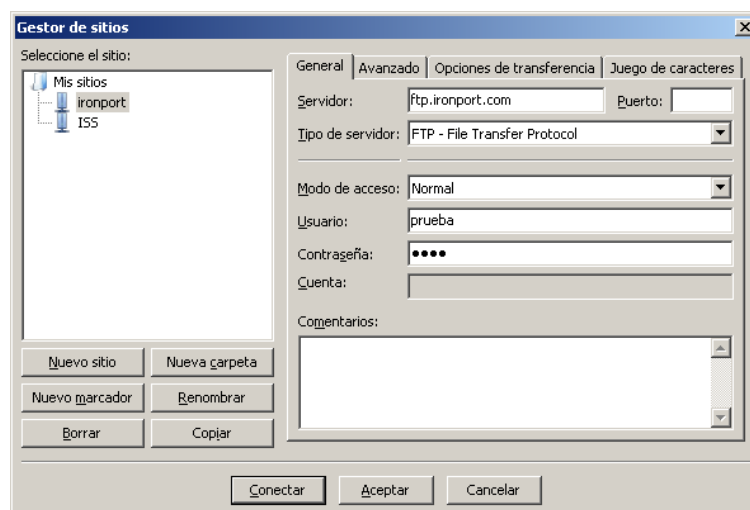 Gestor de sitios
Seleccione el sitio:
Mis sitios
ironport
ISS
Nuevo sitio Nueva carpeta
Nuevo marcador Renombrar
Borrar Copiar
General Avanzado Opciones de transferencia Juego de caracteres
Servidor: ftp.ironport.com Puerto:
Tipo de servidor: FTP - File Transfer Protocol
Modo de acceso: Normal
Usuario: prueba
Contraseña: ●●●●
Cuenta:
Comentarios:
Conectar Aceptar Cancelar